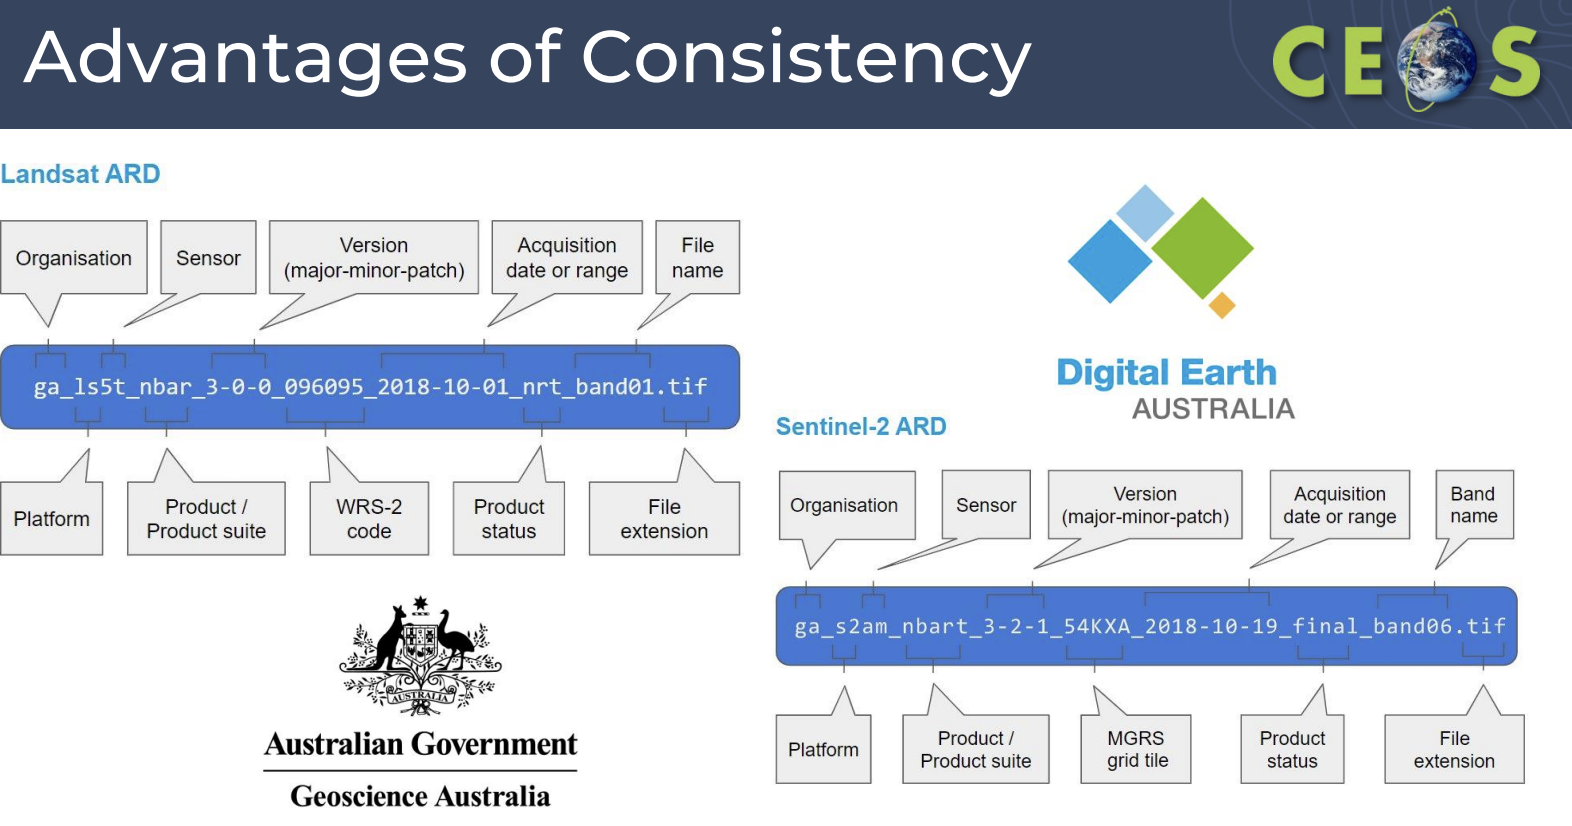 Advantages of Consistency
CEOS
Landsat ARD
Organisation
Sensor
Version
(major-minor-patch)
Acquisition
date or range
File
name
ga_ls5t_nbar_3-0-0_096095_2018-10-01_nrt_band01.tif
Platform
Product /
Product suite
WRS-2
code
Product
status
File
extension
AUSTRALIA
Australian Government
Geoscience Australia
Digital Earth
AUSTRALIA
Sentinel-2 ARD
Organisation
Sensor
Version
(major-minor-patch)
Acquisition
date or range
Band
name
ga_s2am_nbart_3-2-1_54KXA_2018-10-19_final_band06.tif
Platform
Product /
Product suite
MGRS
grid tile
Product
status
File
extension